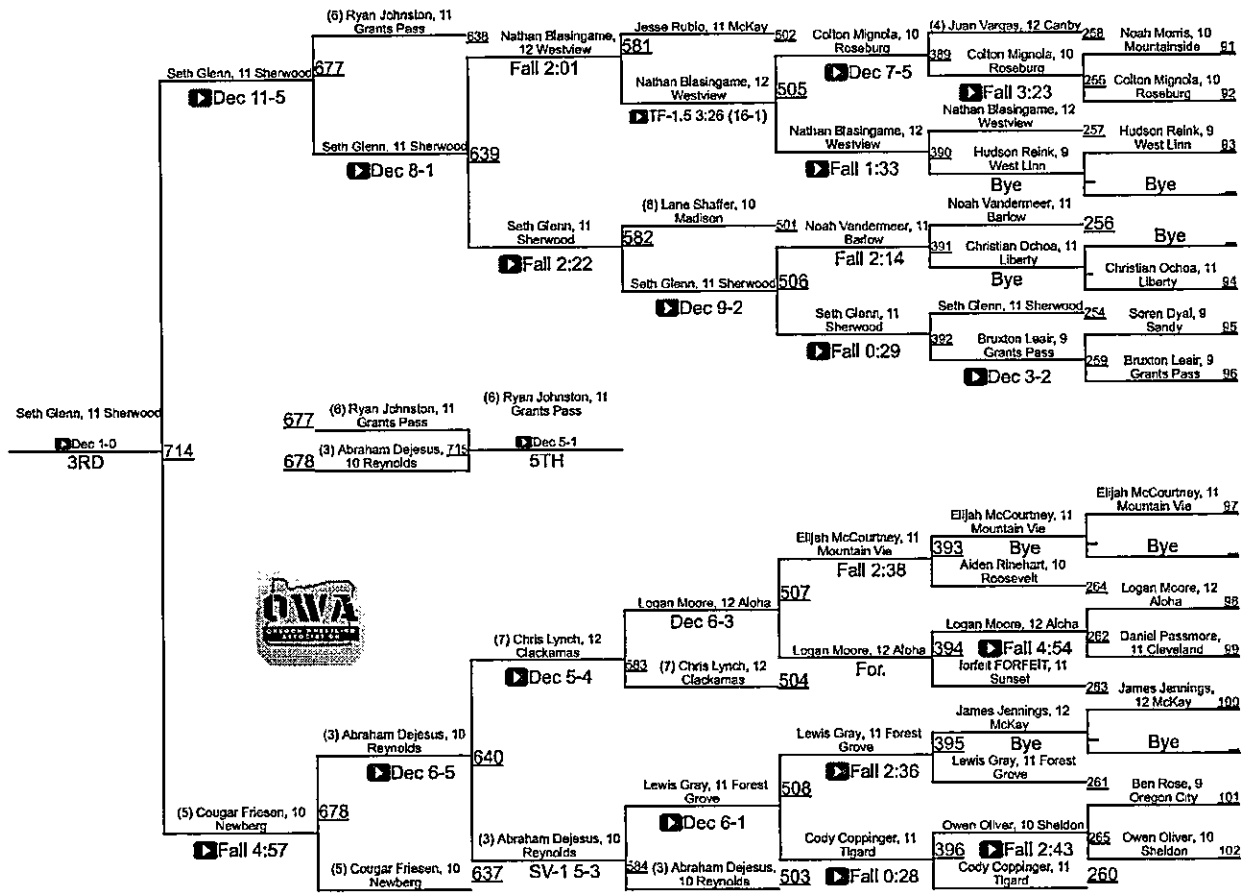 (6) Ryan Johnston, 11
Grants Pass
638
Seth Glenn, 11 Sherwood
677
Dec 11-5
Seth Glenn, 11 Sherwood
Dec 8-1
Nathan Blasingame,
12 Westview
Fall 2:01
639
Seth Glenn, 11
Sherwood
Fall 2:22
Jesse Rubio, 11 McKay
502
581
Nathan Blasingame, 12
Westview
TF-1.5 3:26 (16-1)
(8) Lane Shaffer, 10
Madison
501
582
Seth Glenn, 11 Sherwood
Dec 9-2
Colton Mignola, 10
Roseburg
Dec 7-5
505
Nathan Blasingame, 12
Westview
Fall 1:33
Noah Vandermeer, 11
Barlow
Fall 2:14
506
Seth Glenn, 11
Sherwood
Fall 0:29
(4) Juan Vargas, 12 Canby
258
389
Colton Mignola, 10
Roseburg
Fall 3:23
Nathan Blasingame, 12
Westview
257
390
Hudson Reink, 9
West Linn
Bye
Noah Vandermeer, 11
Barlow
256
391
Christian Ochoa, 11
Liberty
Bye
Seth Glenn, 11 Sherwood
254
392
Bruxton Leair, 9
Grants Pass
Dec 3-2
Noah Morris, 10
Mountainside
91
Colton Mignola, 10
Roseburg
92
Hudson Reink, 9
West Linn
Bye
Bye
Christian Ochoa, 11
Liberty
94
Soren Dyal, 9
Sandy
95
259
Bruxton Leair, 9
Grants Pass
96
Seth Glenn, 11 Sherwood
Dec 1-0
3RD
714
677
(6) Ryan Johnston, 11
Grants Pass
678
(3) Abraham Dejesus,
10 Reynolds
715
(6) Ryan Johnston, 11
Grants Pass
Dec 5-1
5TH
OWA
(5) Cougar Friesen, 10
Newberg
Fall 4:57
(3) Abraham Dejesus, 10
Reynolds
Dec 6-5
678
(5) Cougar Friesen, 10
Newberg
637
(7) Chris Lynch, 12
Clackamas
Dec 5-4
640
(3) Abraham Dejesus, 10
Reynolds
SV-1 5-3
Logan Moore, 12 Aloha
Dec 6-3
583
(7) Chris Lynch, 12
Clackamas
504
Lewis Gray, 11 Forest
Grove
Dec 6-1
584
(3) Abraham Dejesus,
10 Reynolds
503
Elijah McCourtney, 11
Mountain Vie
Fall 2:38
507
Logan Moore, 12 Aloha
For.
Lewis Gray, 11 Forest
Grove
Fall 2:36
508
Cody Coppinger, 11
Tigard
Fall 0:28
Elijah McCourtney, 11
Mountain Vie
393
Bye
Aiden Rinehart, 10
Roosevelt
264
Logan Moore, 12 Aloha
394
Fall 4:54
forfeit FORFEIT, 11
Sunset
263
James Jennings, 12
McKay
395
Bye
Lewis Gray, 11 Forest
Grove
261
Owen Oliver, 10 Sheldon
396
Fall 2:43
Cody Coppinger, 11
Tigard
260
Elijah McCourtney, 11
Mountain Vie
97
Bye
Logan Moore, 12
Aloha
98
262
Daniel Passmore,
11 Cleveland
99
James Jennings,
12 McKay
100
Bye
Ben Rose, 9
Oregon City
101
265
Owen Oliver, 10
Sheldon
102